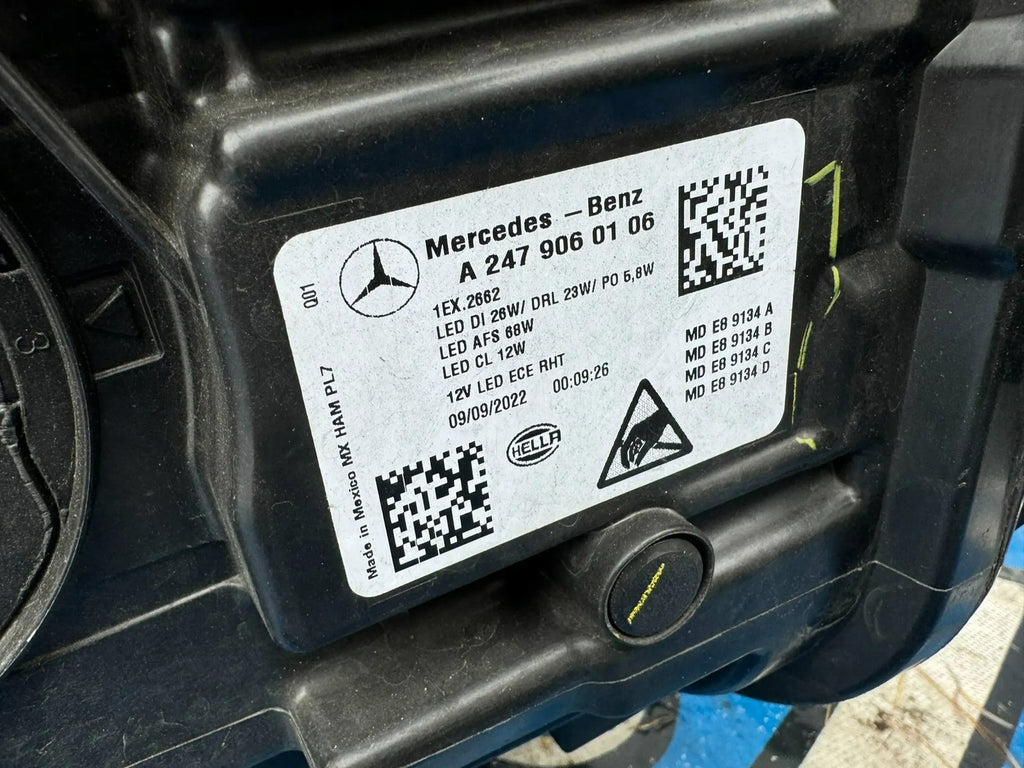 Mercedes - Benz
A 247 906 01 06
1EX.2662
LED DI 26W/ DRL 23W/ PO 5,8W
LED AFS 68W
LED CL 12W
12V LED ECE RHT
09/09/2022 00:09:26
HELLA
MD E8 9134 A
MD E8 9134 B
MD E8 9134 C
MD E8 9134 D
Q01
Made in Mexico MX HAM PL7
3